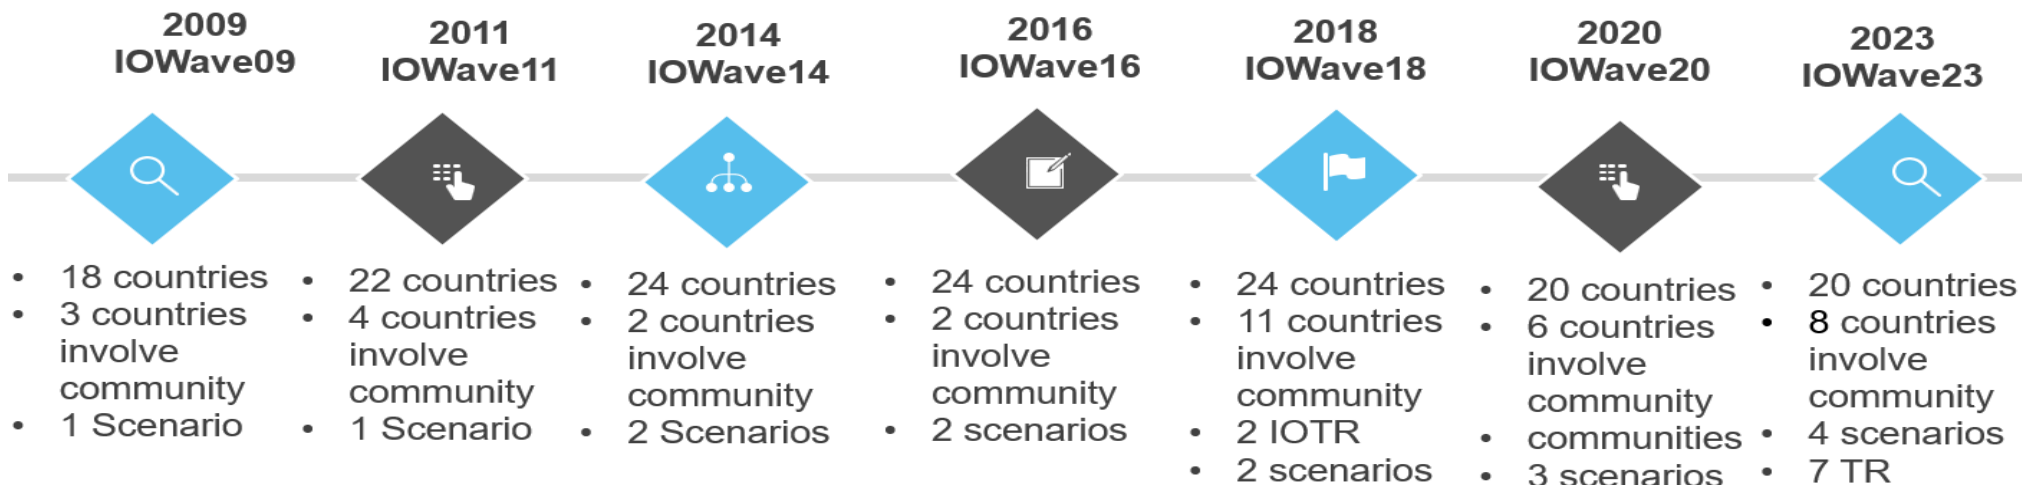 2009
IOWave09
• 18 countries
• 3 countries
involve
community
• 1 Scenario
2011
IOWave11
• 22 countries
• 4 countries
involve
community
• 1 Scenario
2014
IOWave14
• 24 countries
• 2 countries
involve
community
• 2 Scenarios
2016
IOWave16
• 24 countries
• 2 countries
involve
community
• 2 scenarios
2018
IOWave18
• 24 countries
• 11 countries
involve
community
• 2 IOTR
• 2 scenarios
2020
IOWave20
• 20 countries
• 6 countries
involve
community
• communities
• 3 scenarios
2023
IOWave23
• 20 countries
• 8 countries
involve
community
• 4 scenarios
• 7 TR